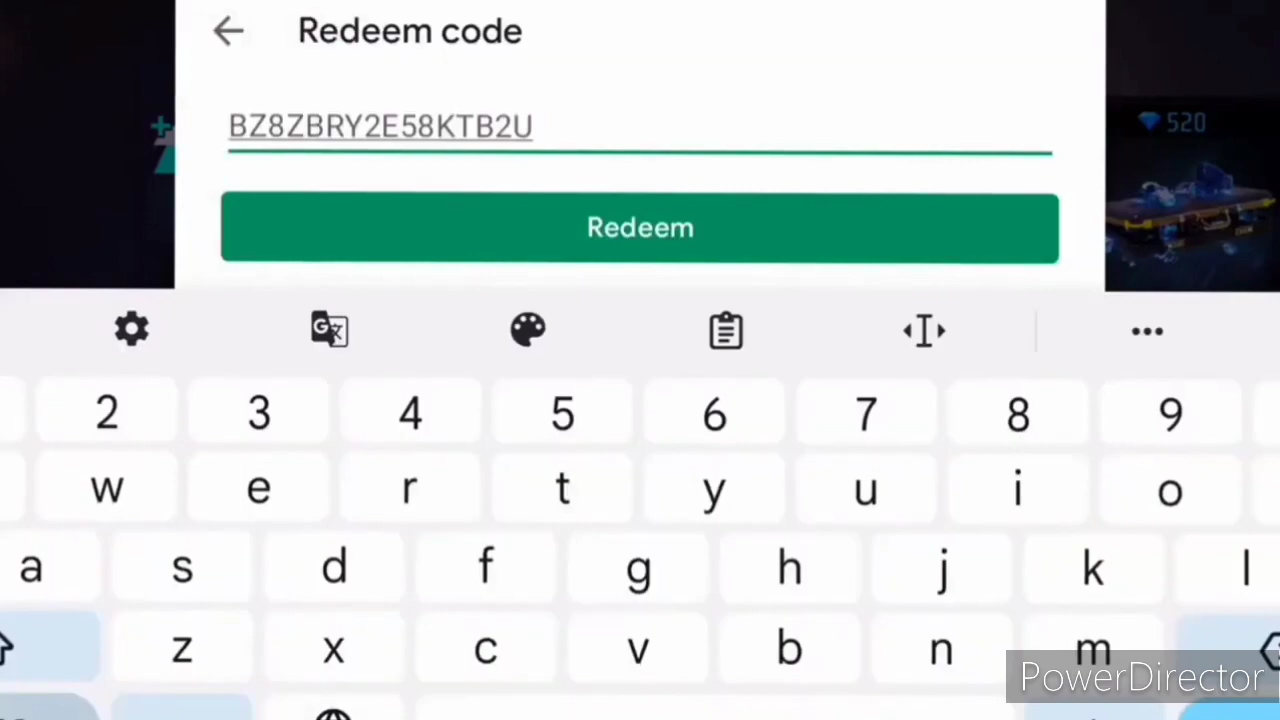 Redeem code
BZ8ZBRY2E58KTB2U
520
Redeem
2 3 4 5 6 7 8 9
w e r t y u i o
a s d f g h j k l
z x c v b n m
PowerDirector